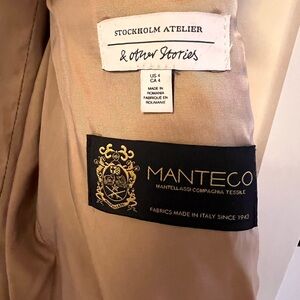 STOCKHOLM ATELIER
& other Stories
US 4
CA 4
MADE IN
ROMANIA
FABRIQUÉ EN
ROUMANIE
MANTECO
MANTELLASSI COMPAGNIA TESSILE
FABRICS MADE IN ITALY SINCE 1943